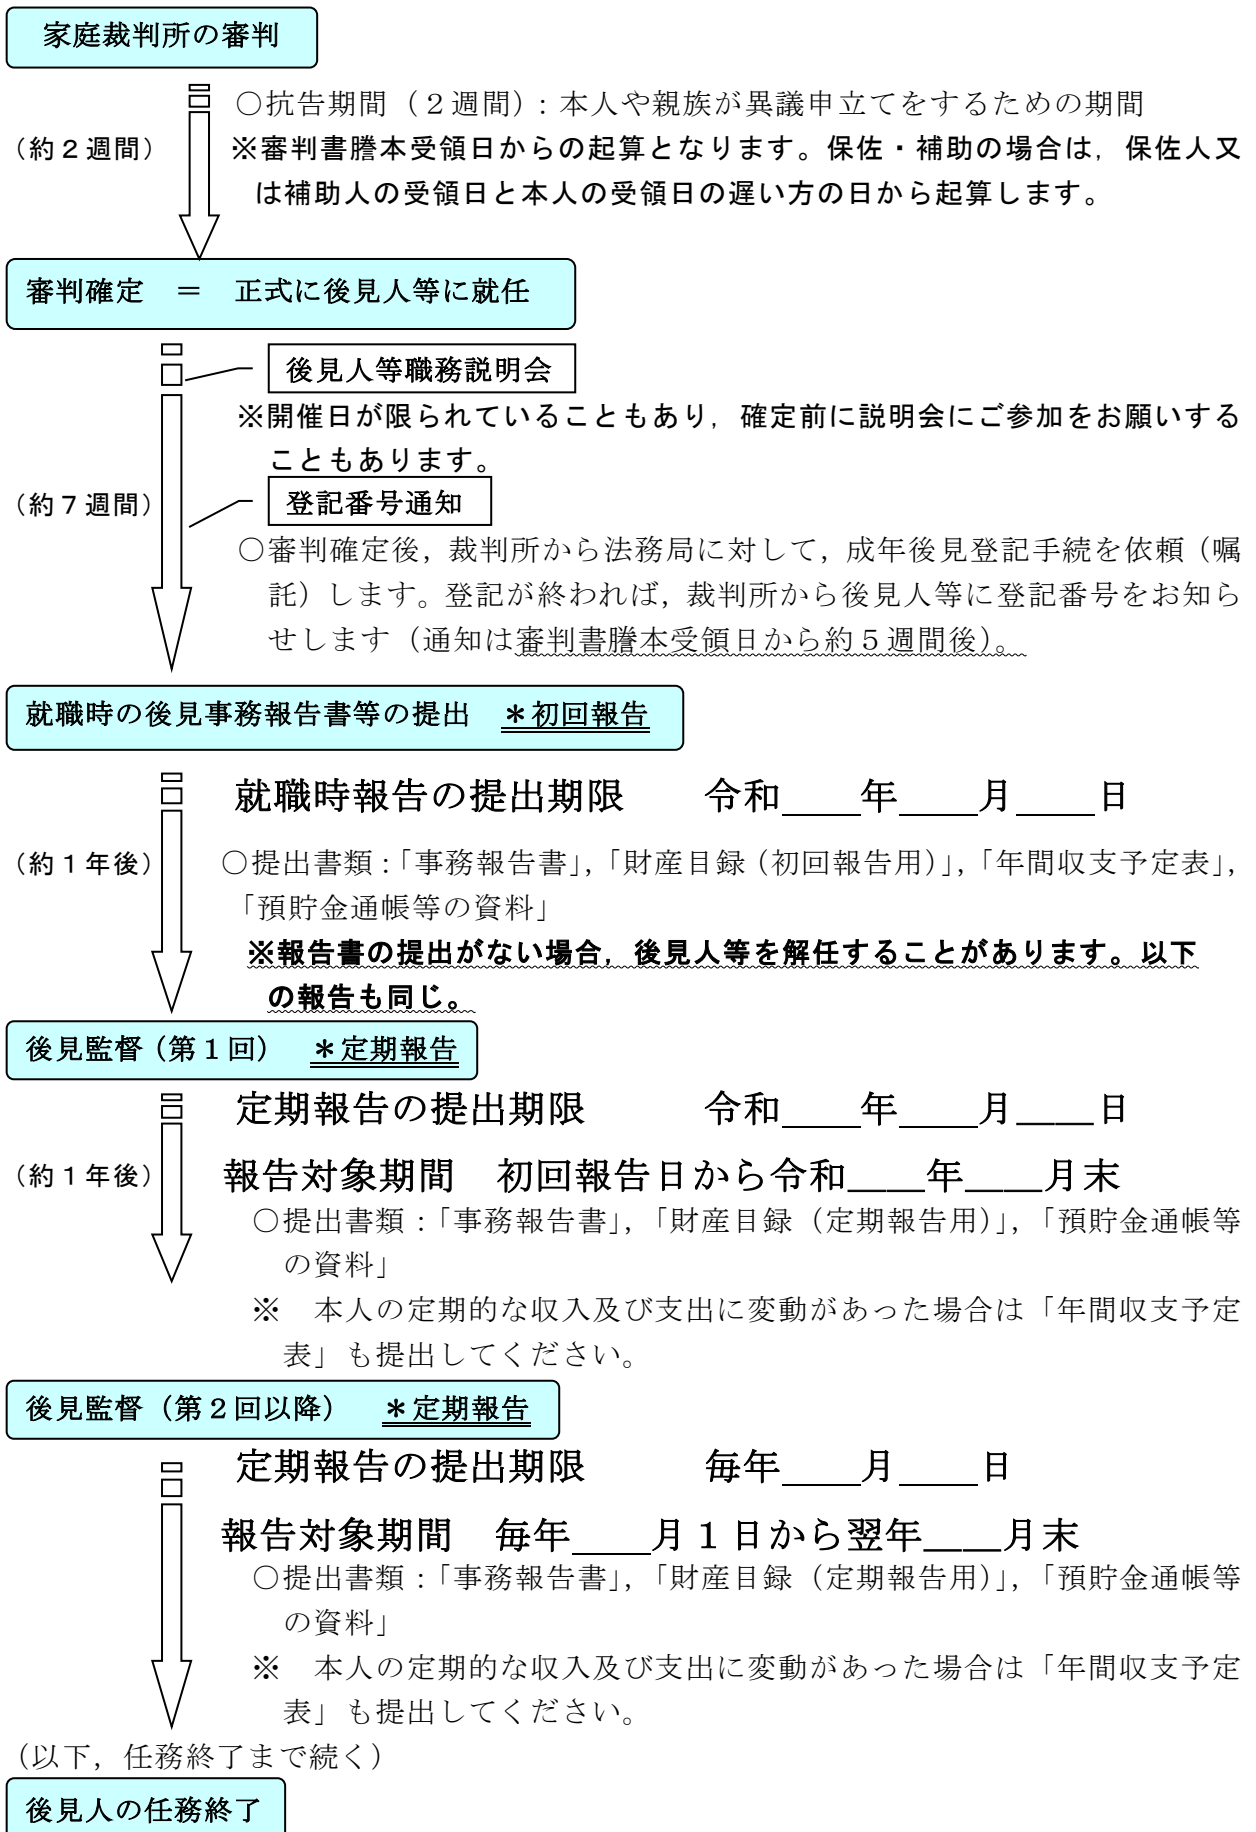 家庭裁判所の審判
○抗告期間（２週間）：本人や親族が異議申立てをするための期間
（約２週間）
※審判書謄本受領日からの起算となります。保佐・補助の場合は，保佐人又
は補助人の受領日と本人の受領日の遅い方の日から起算します。
審判確定　＝　正式に後見人等に就任
後見人等職務説明会
※開催日が限られていることもあり，確定前に説明会にご参加をお願いする
こともあります。
（約７週間）
登記番号通知
○審判確定後，裁判所から法務局に対して，成年後見登記手続を依頼（嘱
託）します。登記が終われば，裁判所から後見人等に登記番号をお知ら
せします（通知は審判書謄本受領日から約５週間後）。
就職時の後見事務報告書等の提出　＊初回報告
就職時報告の提出期限　　令和＿＿年＿＿月＿＿日
（約１年後）
○提出書類：「事務報告書」，「財産目録（初回報告用）」，「年間収支予定表」，
「預貯金通帳等の資料」
※報告書の提出がない場合，後見人等を解任することがあります。以下
の報告も同じ。
後見監督（第１回）　＊定期報告
定期報告の提出期限　　　令和＿＿年＿＿月＿＿日
（約１年後）
報告対象期間　初回報告日から令和＿＿年＿＿月末
○提出書類：「事務報告書」，「財産目録（定期報告用）」，「預貯金通帳等
の資料」
※　本人の定期的な収入及び支出に変動があった場合は「年間収支予定
表」も提出してください。
後見監督（第２回以降）　＊定期報告
定期報告の提出期限　　　毎年＿＿月＿＿日
報告対象期間　毎年＿＿月１日から翌年＿＿月末
○提出書類：「事務報告書」，「財産目録（定期報告用）」，「預貯金通帳等
の資料」
※　本人の定期的な収入及び支出に変動があった場合は「年間収支予定
表」も提出してください。
（以下，任務終了まで続く）
後見人の任務終了